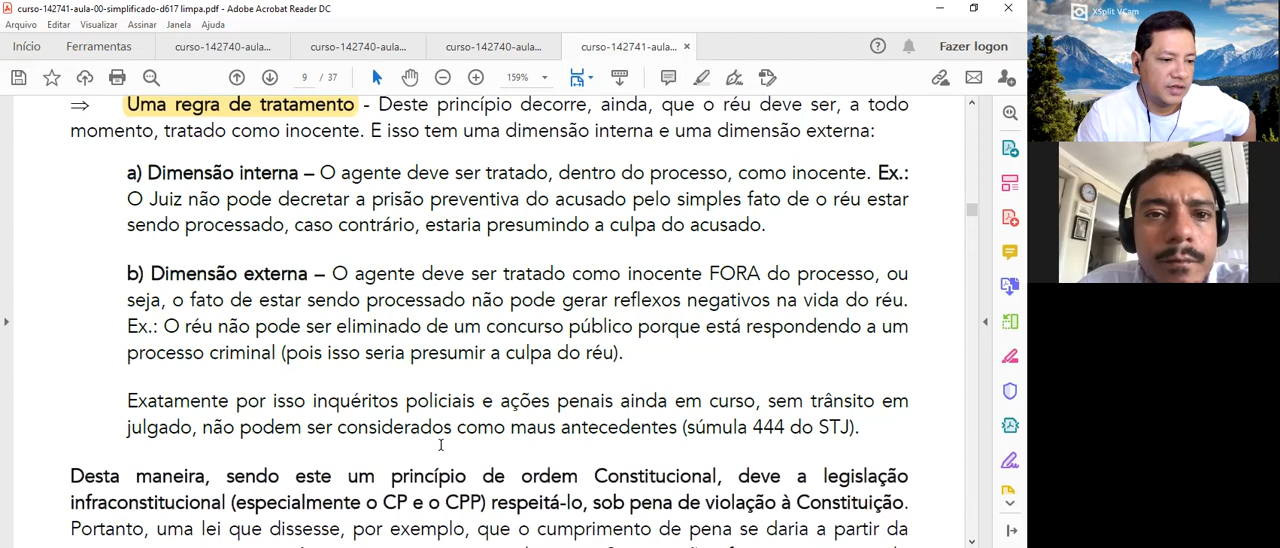 curso-142741-aula-00-simplificado-d617 limpa.pdf - Adobe Acrobat Reader DC
Arquivo Editar Visualizar Assinar Janela Ajuda
Início Ferramentas curso-142740-aula... curso-142740-aula... curso-142740-aula... curso-142741-aula... × Fazer logon
9 / 37 159%
⇒ Uma regra de tratamento - Deste princípio decorre, ainda, que o réu deve ser, a todo
momento, tratado como inocente. E isso tem uma dimensão interna e uma dimensão externa:
a) Dimensão interna – O agente deve ser tratado, dentro do processo, como inocente. Ex.:
O Juiz não pode decretar a prisão preventiva do acusado pelo simples fato de o réu estar
sendo processado, caso contrário, estaria presumindo a culpa do acusado.
b) Dimensão externa – O agente deve ser tratado como inocente FORA do processo, ou
seja, o fato de estar sendo processado não pode gerar reflexos negativos na vida do réu.
Ex.: O réu não pode ser eliminado de um concurso público porque está respondendo a um
processo criminal (pois isso seria presumir a culpa do réu).
Exatamente por isso inquéritos policiais e ações penais ainda em curso, sem trânsito em
julgado, não podem ser considerados como maus antecedentes (súmula 444 do STJ).
Desta maneira, sendo este um princípio de ordem Constitucional, deve a legislação
infraconstitucional (especialmente o CP e o CPP) respeitá-lo, sob pena de violação à Constituição.
Portanto, uma lei que dissesse, por exemplo, que o cumprimento de pena se daria a partir da
XSplit VCam